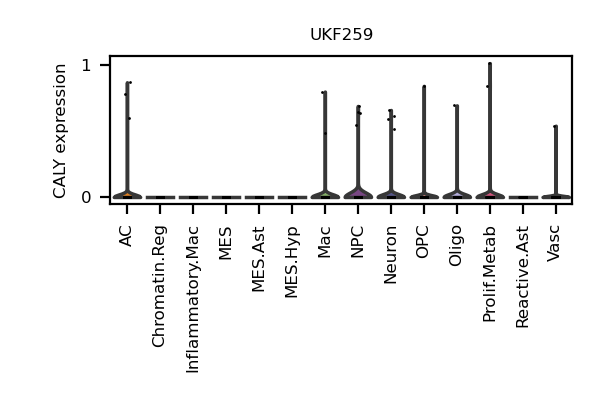 UKF259
CALY expression
1
0
AC
Chromatin.Reg
Inflammatory.Mac
MES
MES.Ast
MES.Hyp
Mac
NPC
Neuron
OPC
Oligo
Prolif.Metab
Reactive.Ast
Vasc